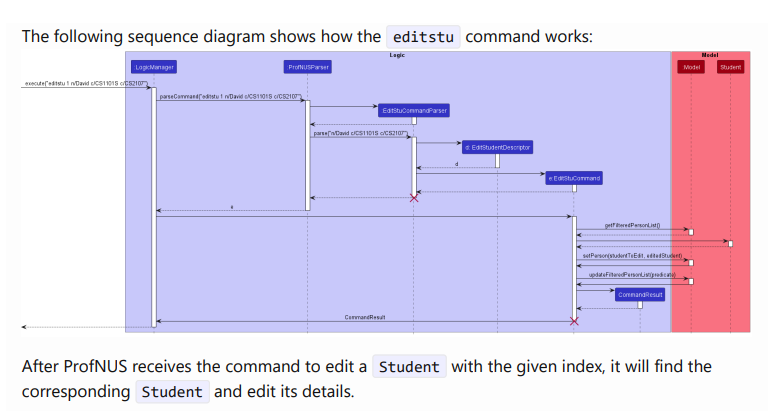 The following sequence diagram shows how the editstu command works:
Logic
Model
LogicManager
:ProfNUSParser
:Model
:Student
execute("editstu 1 n/David c/CS1101S c/CS2107")
parseCommand("editstu 1 n/David c/CS1101S c/CS2107")
:EditStuCommandParser
parse("n/David c/CS1101S c/CS2107")
d:EditStudentDescriptor
d
e:EditStuCommand
e
getFilteredPersonList()
setPerson(studentToEdit, editedStudent)
updateFilteredPersonList(predicate)
:CommandResult
CommandResult
After ProfNUS receives the command to edit a Student with the given index, it will find the
corresponding Student and edit its details.